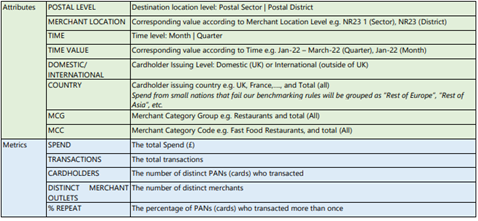 Attributes POSTAL LEVEL Destination location level: Postal Sector | Postal District
MERCHANT LOCATION Corresponding value according to Merchant Location Level e.g. NR23 1 (Sector), NR23 (District)
TIME Time level: Month | Quarter
TIME VALUE Corresponding value according to Time e.g. Jan-22 – March-22 (Quarter), Jan-22 (Month)
DOMESTIC/ Cardholder Issuing Level: Domestic (UK) or International (outside of UK)
INTERNATIONAL
COUNTRY Cardholder issuing country e.g. UK, France,...., and Total (all)
Spend from small nations that fail our benchmarking rules will be grouped as "Rest of Europe", "Rest of
Asia", etc.
MCG Merchant Category Group e.g. Restaurants and total (All)
MCC Merchant Category Code e.g. Fast Food Restaurants, and total (All)
Metrics SPEND The total Spend (£)
TRANSACTIONS The total transactions
CARDHOLDERS The number of distinct PANs (cards) who transacted
DISTINCT MERCHANT The number of distinct merchants
OUTLETS
% REPEAT The percentage of PANs (cards) who transacted more than once